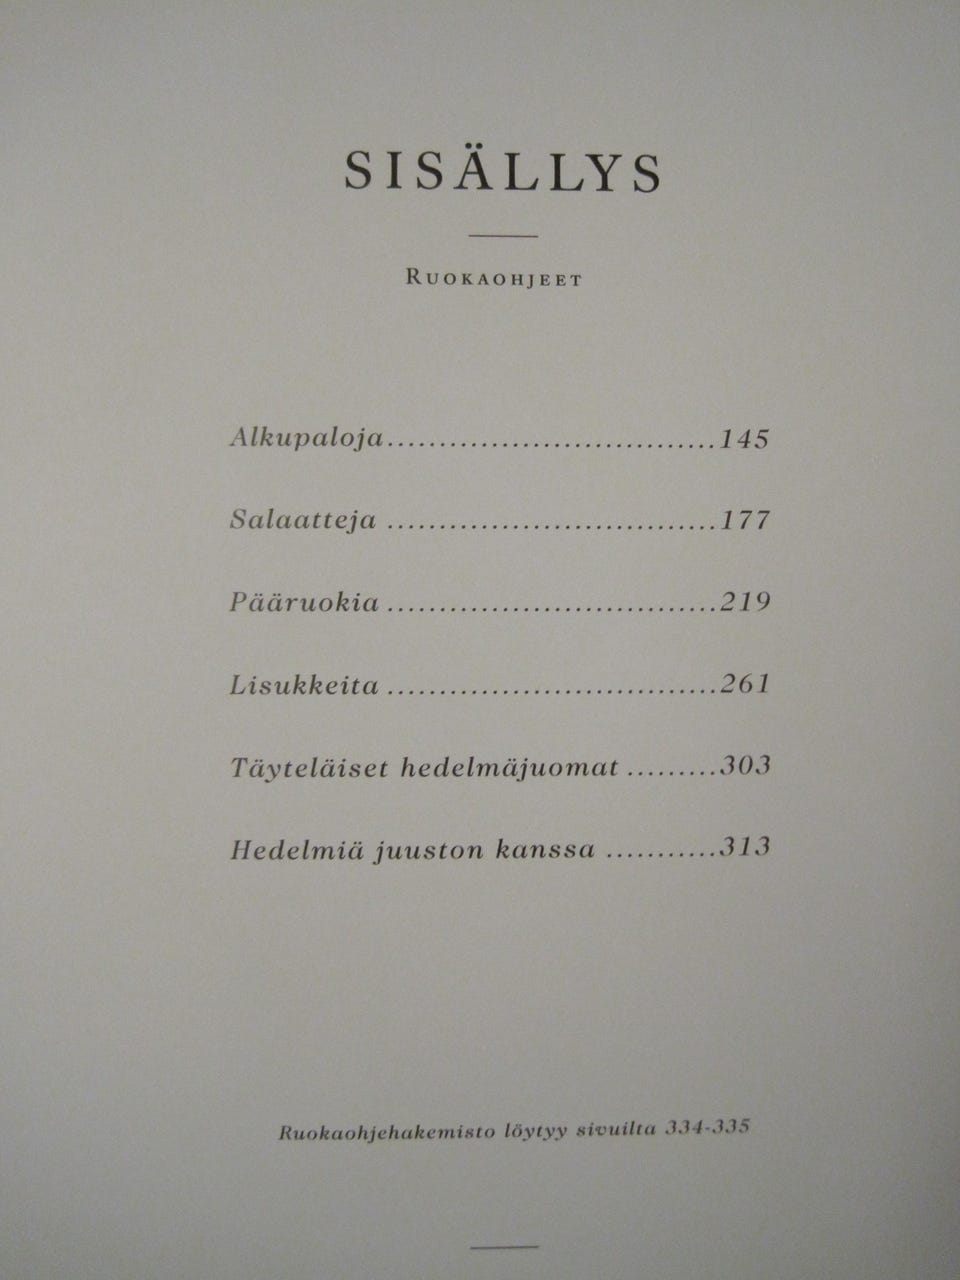 SISÄLLYS
RUOKAOHJEET
Alkupaloja................................145
Salaatteja ................................177
Pääruokia ................................219
Lisukkeita ................................261
Täyteläiset hedelmäjuomat .........303
Hedelmiä juuston kanssa ...........313
Ruokaohjehakemisto löytyy sivuilta 334-335